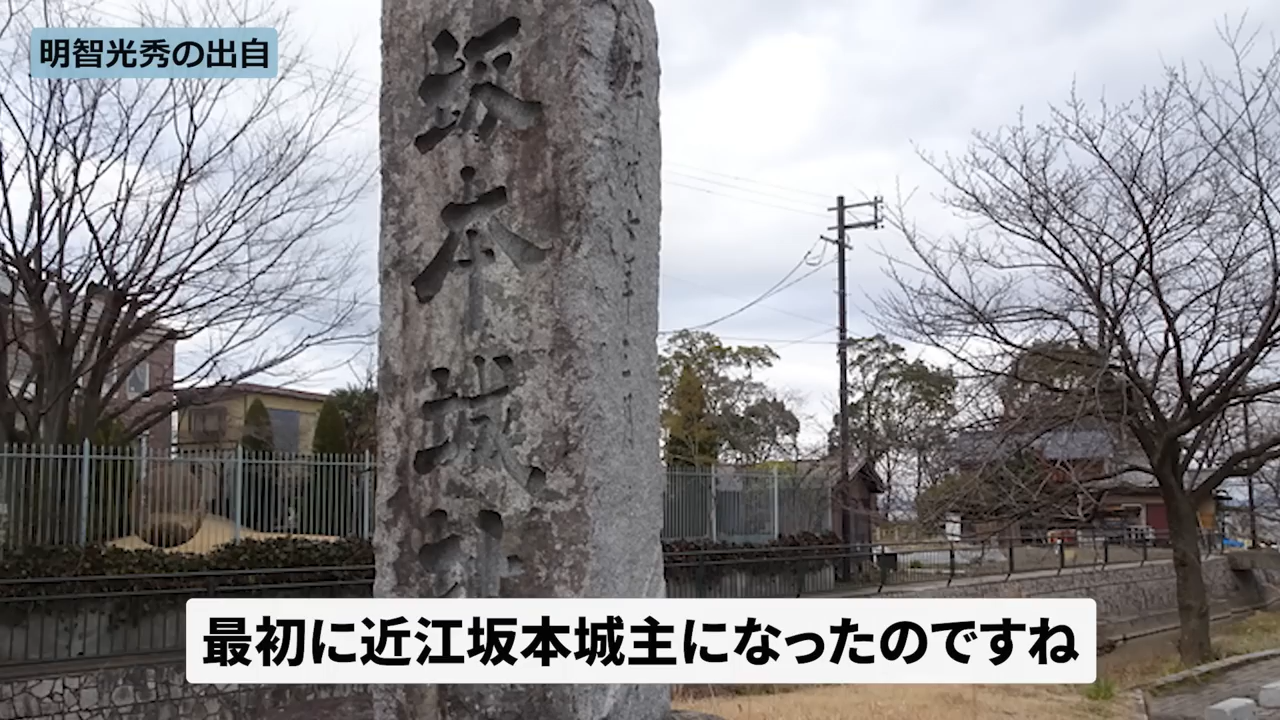 明智光秀の出自
坂本城址
最初に近江坂本城主になったのですね